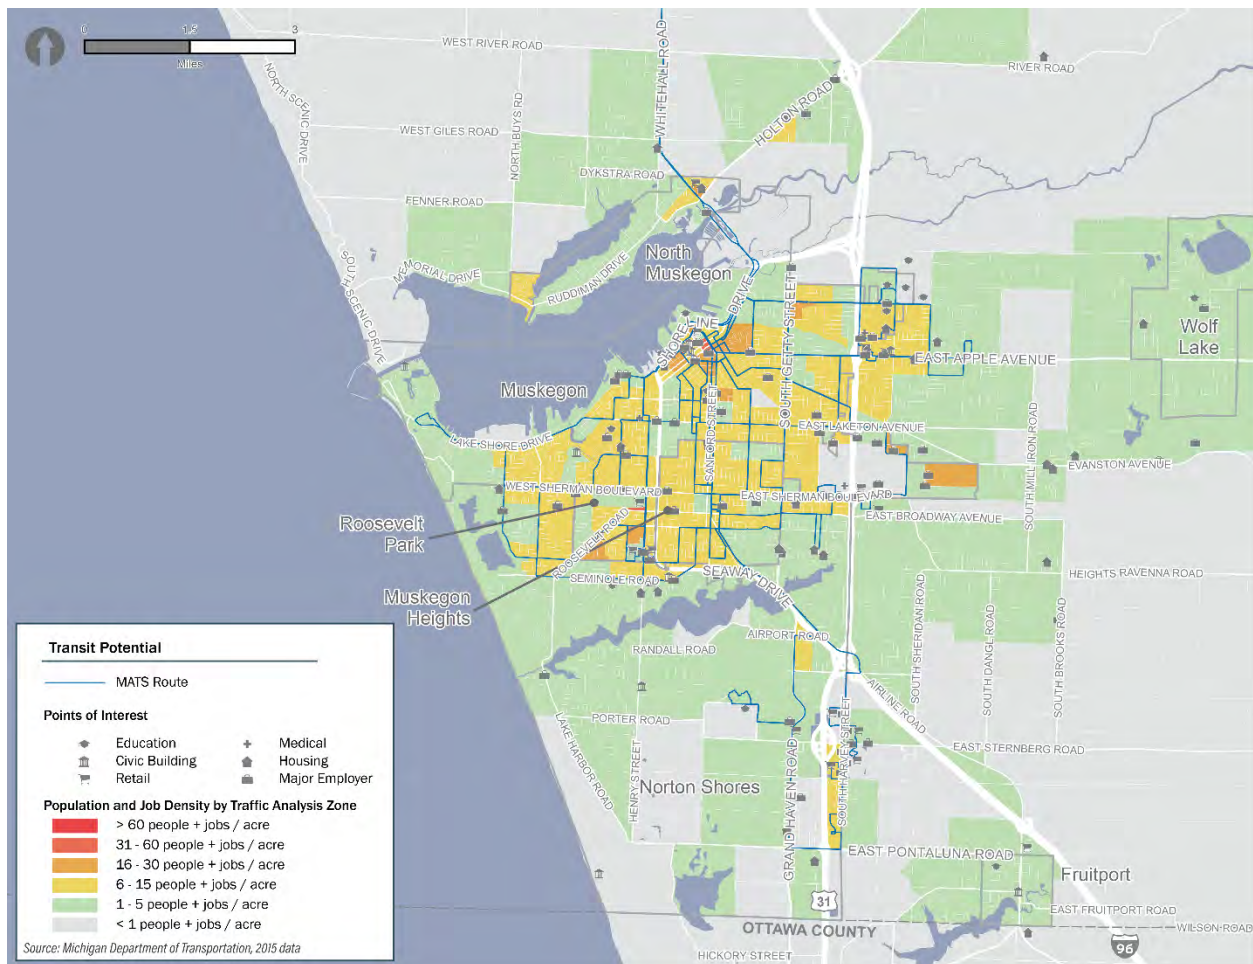 0 1.5 3
Miles
WEST RIVER ROAD
WHITEHALL ROAD
RIVER ROAD
NORTH SCENIC DRIVE
NORTH BUYS RD
HOLTON ROAD
WEST GILES ROAD
DYKSTRA ROAD
FENNER ROAD
North
Muskegon
MEMORIAL DRIVE
RUDDIMAN DRIVE
SOUTH SCENIC DRIVE
SHORELINE DRIVE
SOUTH GETTY STREET
Wolf
Lake
EAST APPLE AVENUE
Muskegon
SANFORD STREET
EAST LAKETON AVENUE
LAKE SHORE DRIVE
SOUTH MILL IRON ROAD
EVANSTON AVENUE
WEST SHERMAN BOULEVARD
EAST SHERMAN BOULEVARD
EAST BROADWAY AVENUE
Roosevelt
Park
ROOSEVELT ROAD
SEMINOLE ROAD
SEAWAY DRIVE
HEIGHTS RAVENNA ROAD
Muskegon
Heights
AIRPORT ROAD
RANDALL ROAD
SOUTH SHERIDAN ROAD
SOUTH DANGL ROAD
SOUTH BROOKS ROAD
AIRLINE ROAD
LAKE HARBOR ROAD
PORTER ROAD
EAST STERNBERG ROAD
HENRY STREET
Norton Shores
GRAND HAVEN ROAD
SOUTH HARVEY STREET
EAST PONTALUNA ROAD
Fruitport
31
EAST FRUITPORT ROAD
OTTAWA COUNTY
WILSON ROAD
HICKORY STREET
96
Transit Potential
MATS Route
Points of Interest
Education
Medical
Civic Building
Housing
Retail
Major Employer
Population and Job Density by Traffic Analysis Zone
> 60 people + jobs / acre
31 - 60 people + jobs / acre
16 - 30 people + jobs / acre
6 - 15 people + jobs / acre
1 - 5 people + jobs / acre
< 1 people + jobs / acre
Source: Michigan Department of Transportation, 2015 data